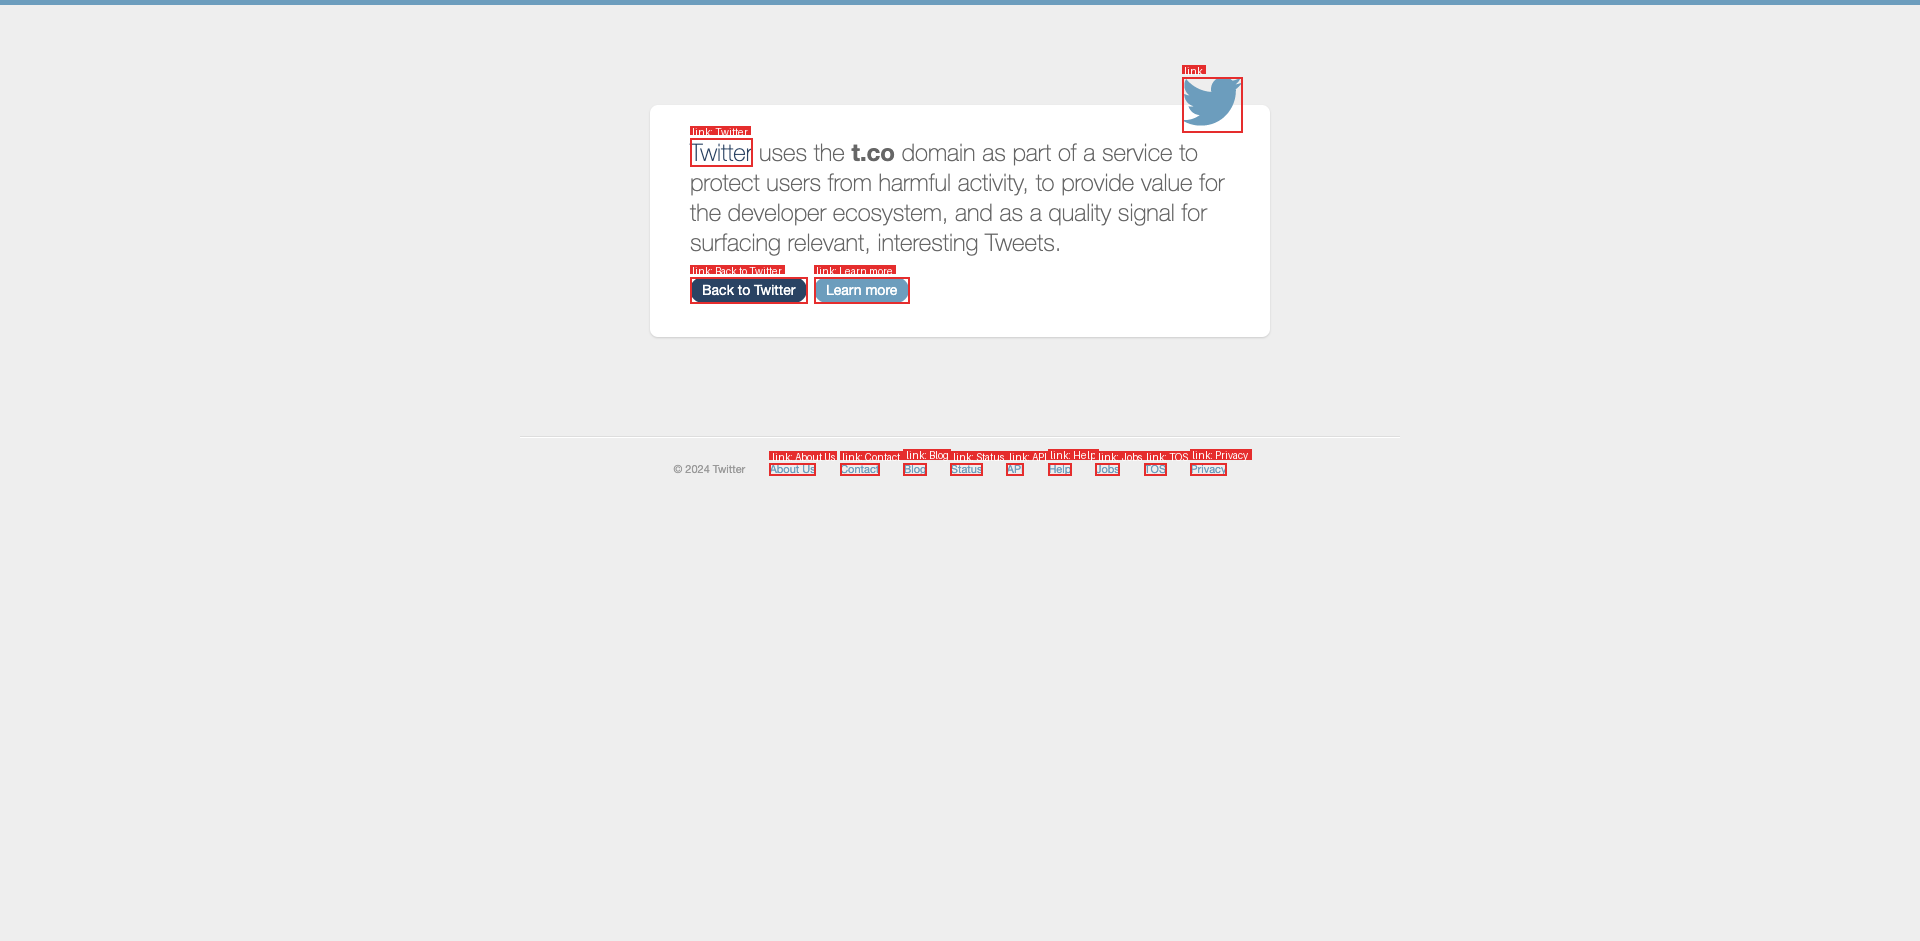 link
link: Twitter
Twitter uses the t.co domain as part of a service to
protect users from harmful activity, to provide value for
the developer ecosystem, and as a quality signal for
surfacing relevant, interesting Tweets.
link: Back to Twitter link: Learn more
Back to Twitter Learn more
link: About Us link: Contact link: Blog link: Status link: API link: Help link: Jobs link: TOS link: Privacy
© 2024 Twitter About Us Contact Blog Status API Help Jobs TOS Privacy